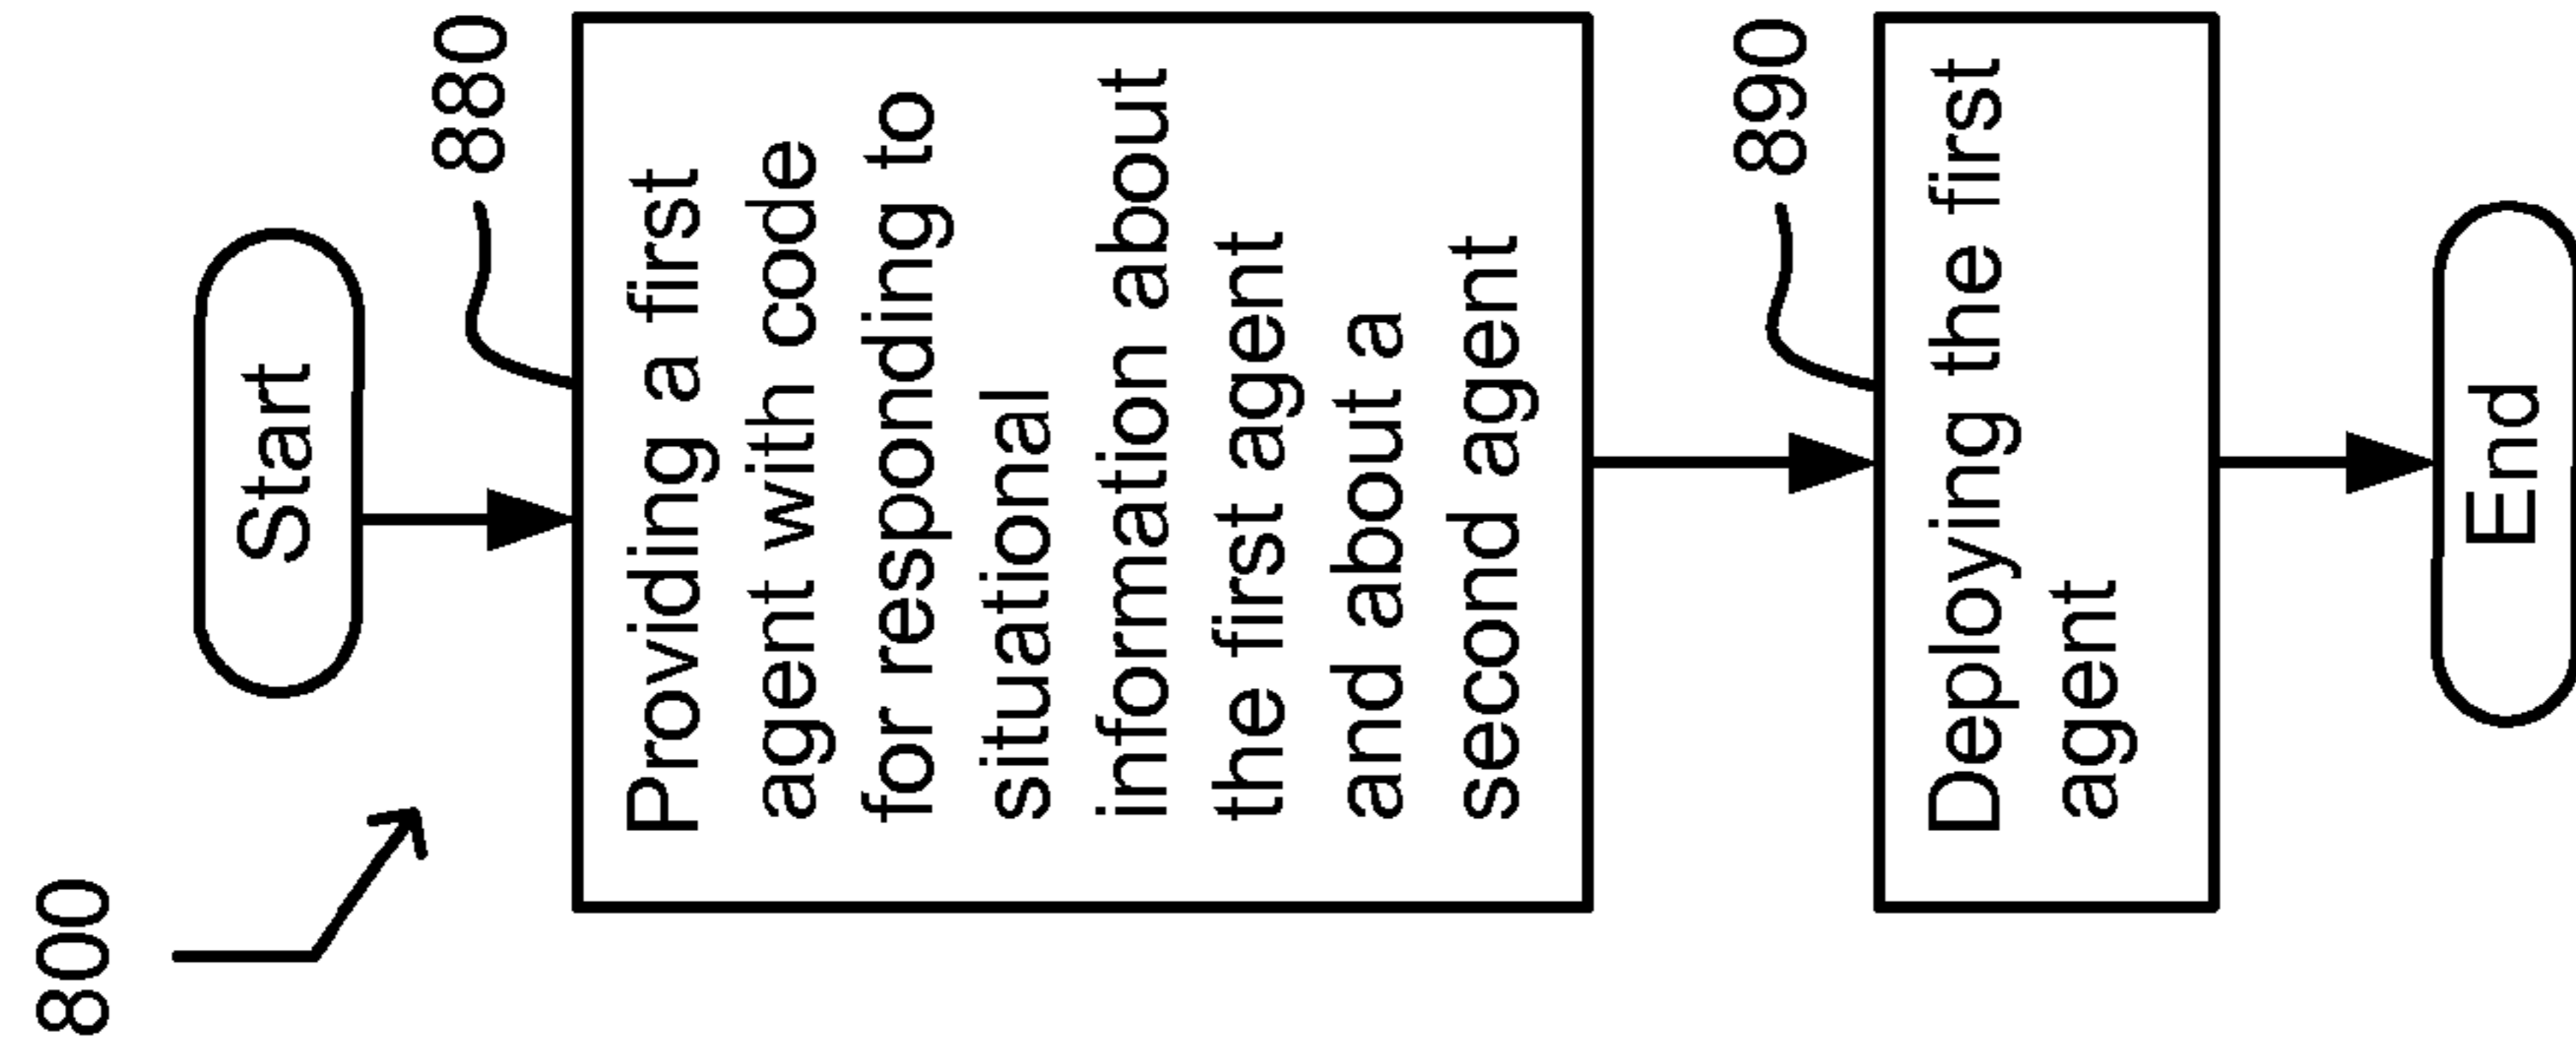 800
Start
880
Providing a first
agent with code
for responding to
situational
information about
the first agent
and about a
second agent
890
Deploying the first
agent
End